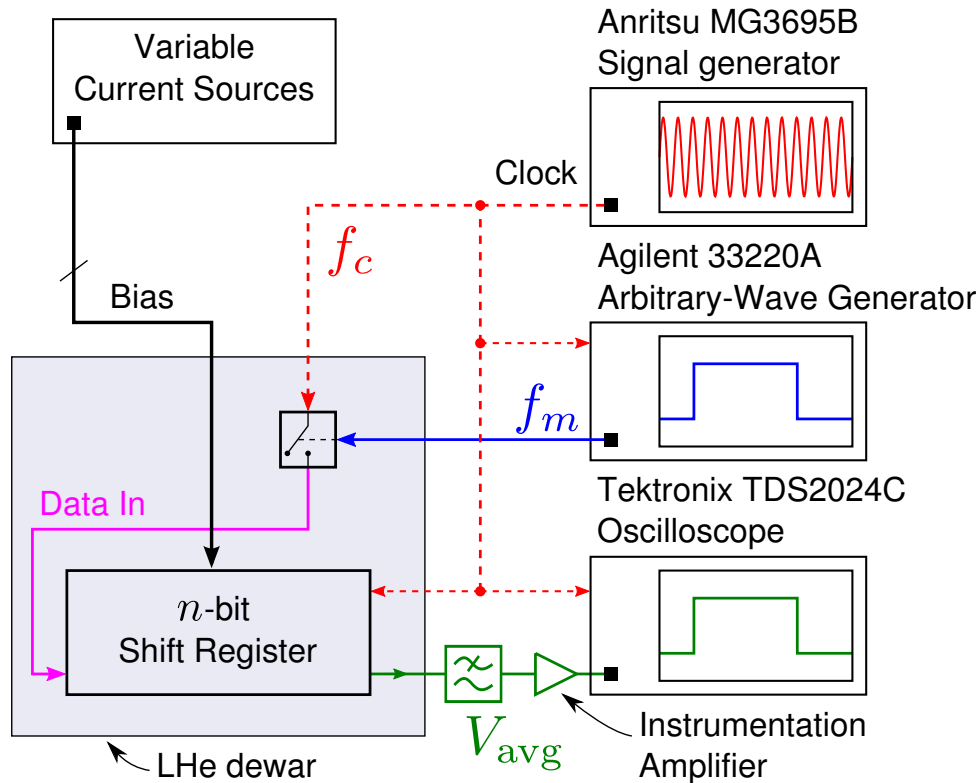 Variable
Current Sources
Anritsu MG3695B
Signal generator
Clock
f_c
Agilent 33220A
Arbitrary-Wave Generator
Bias
f_m
Data In
Tektronix TDS2024C
Oscilloscope
n-bit
Shift Register
V_avg
Instrumentation
Amplifier
LHe dewar